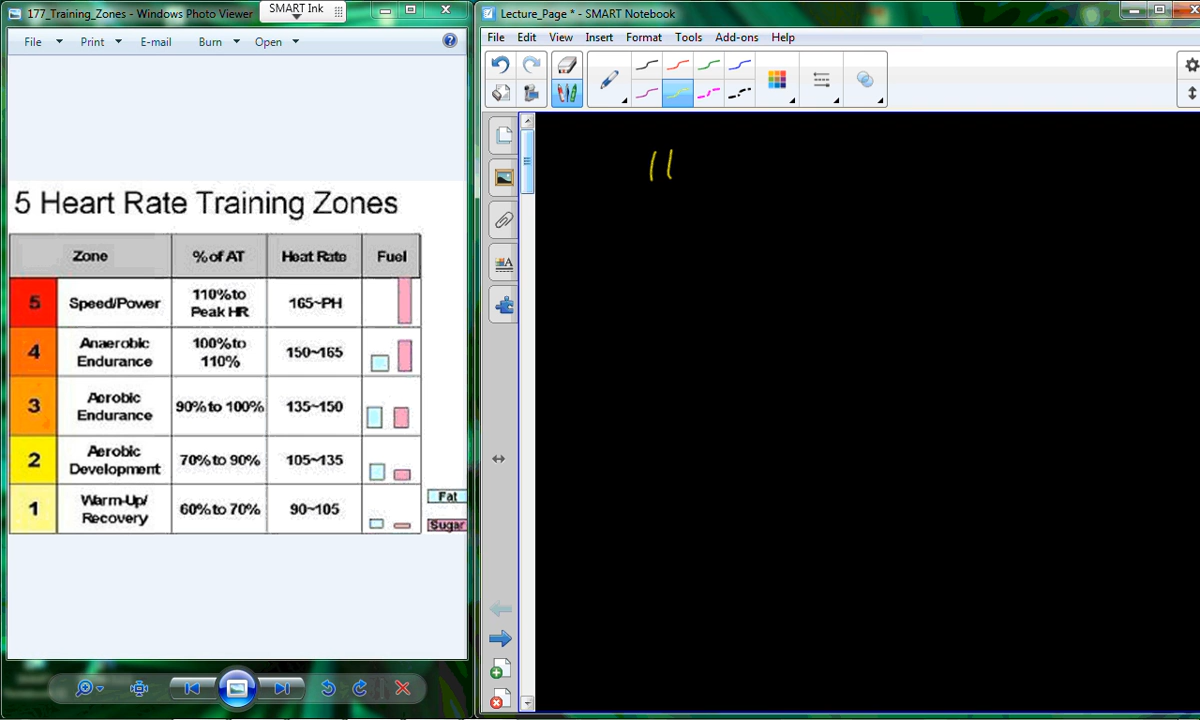 177_Training_Zones - Windows Photo Viewer
SMART Ink
File Print E-mail Burn Open
5 Heart Rate Training Zones
Zone % of AT Heat Rate Fuel
5 Speed/Power 110% to Peak HR 165~PH
4 Anaerobic Endurance 100% to 110% 150~165
3 Aerobic Endurance 90% to 100% 135~150
2 Aerobic Development 70% to 90% 105~135
1 Warm-Up/ Recovery 60% to 70% 90~105
Fat
Sugar
Lecture_Page * - SMART Notebook
File Edit View Insert Format Tools Add-ons Help
11